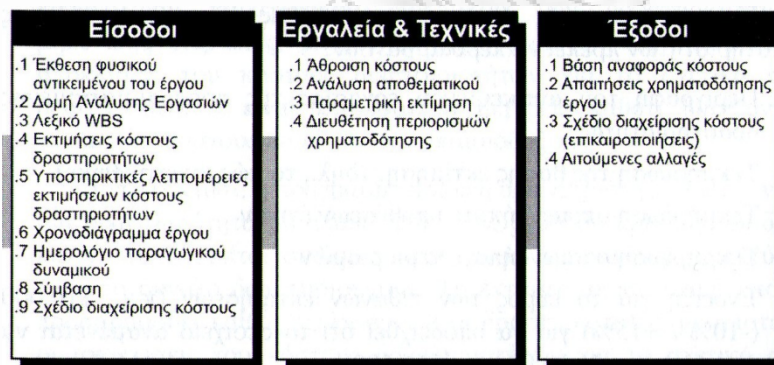 Είσοδοι
.1 Έκθεση φυσικού
αντικειμένου του έργου
.2 Δομή Ανάλυσης Εργασιών
.3 Λεξικό WBS
.4 Εκτιμήσεις κόστους
δραστηριοτήτων
.5 Υποστηρικτικές λεπτομέρειες
εκτιμήσεων κόστους
δραστηριοτήτων
.6 Χρονοδιάγραμμα έργου
.7 Ημερολόγιο παραγωγικού
δυναμικού
.8 Σύμβαση
.9 Σχέδιο διαχείρισης κόστους
Εργαλεία & Τεχνικές
.1 Άθροιση κόστους
.2 Ανάλυση αποθεματικού
.3 Παραμετρική εκτίμηση
.4 Διευθέτηση περιορισμών
χρηματοδότησης
Έξοδοι
.1 Βάση αναφοράς κόστους
.2 Απαιτήσεις χρηματοδότησης
έργου
.3 Σχέδιο διαχείρισης κόστους
(επικαιροποιήσεις)
.4 Αιτούμενες αλλαγές